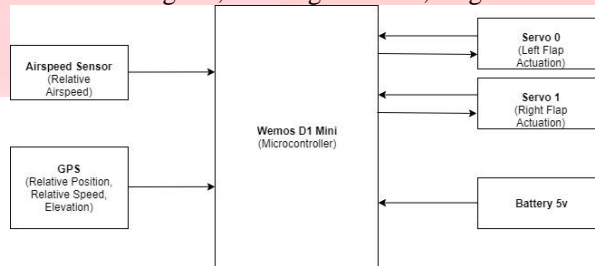 Airspeed Sensor
(Relative
Airspeed)
GPS
(Relative Position,
Relative Speed,
Elevation)
Wemos D1 Mini
(Microcontroller)
Servo 0
(Left Flap
Actuation)
Servo 1
(Right Flap
Actuation)
Battery 5v